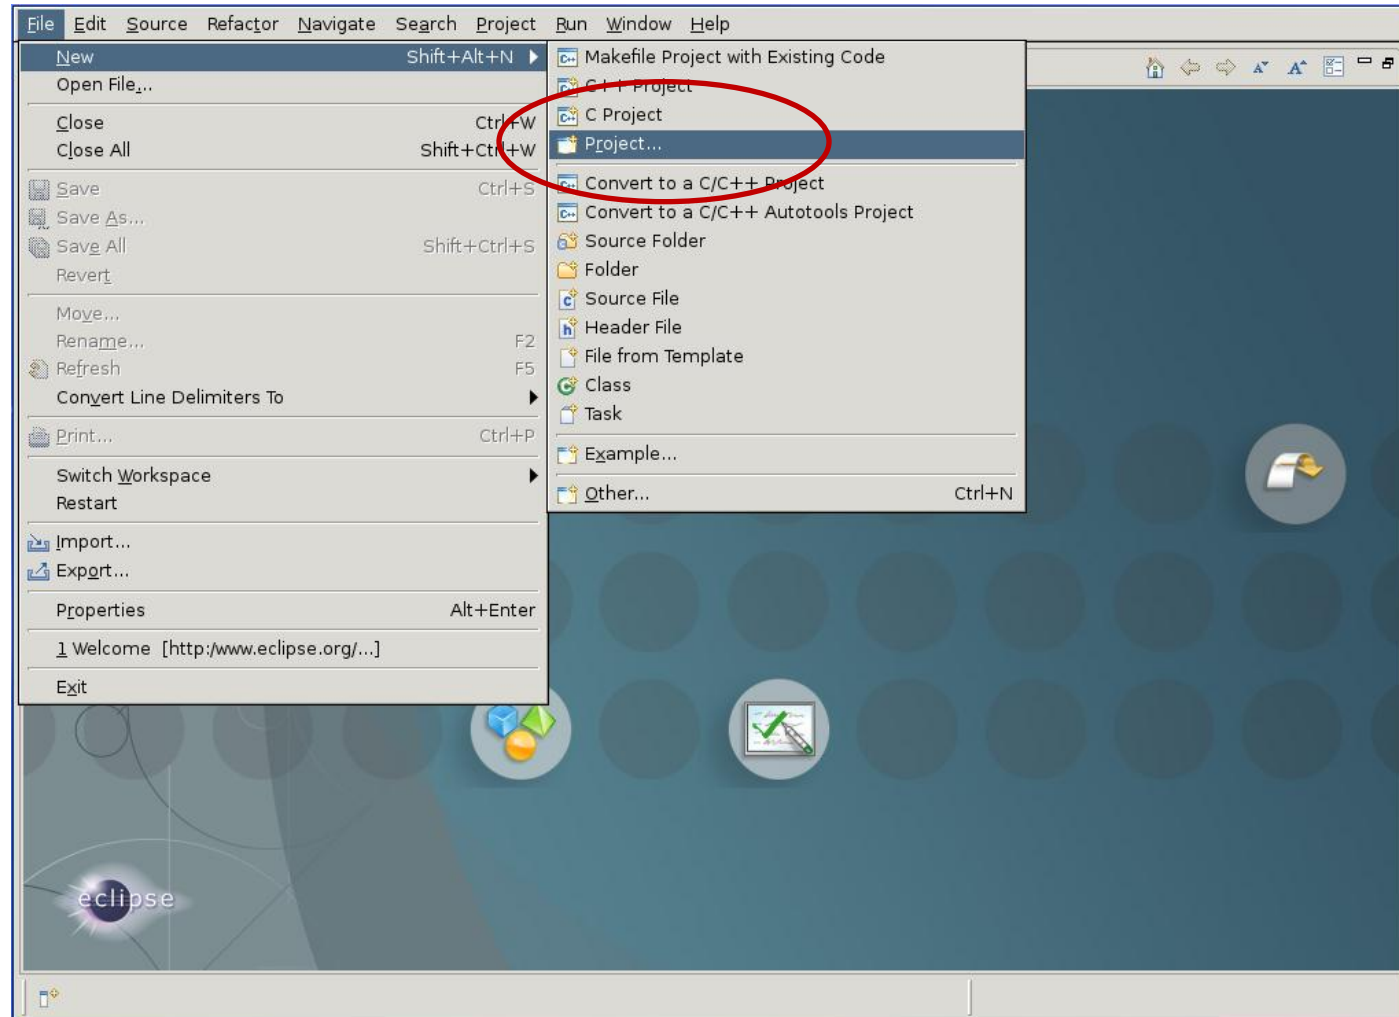 File Edit Source Refactor Navigate Search Project Run Window Help
New Shift+Alt+N
Open File...
Close Ctrl+W
Close All Shift+Ctrl+W
Save Ctrl+S
Save As...
Save All Shift+Ctrl+S
Revert
Move...
Rename... F2
Refresh F5
Convert Line Delimiters To
Print... Ctrl+P
Switch Workspace
Restart
Import...
Export...
Properties Alt+Enter
1 Welcome [http:/www.eclipse.org/...]
Exit
Makefile Project with Existing Code
C++ Project
C Project
Project...
Convert to a C/C++ Project
Convert to a C/C++ Autotools Project
Source Folder
Folder
Source File
Header File
File from Template
Class
Task
Example...
Other... Ctrl+N
eclipse